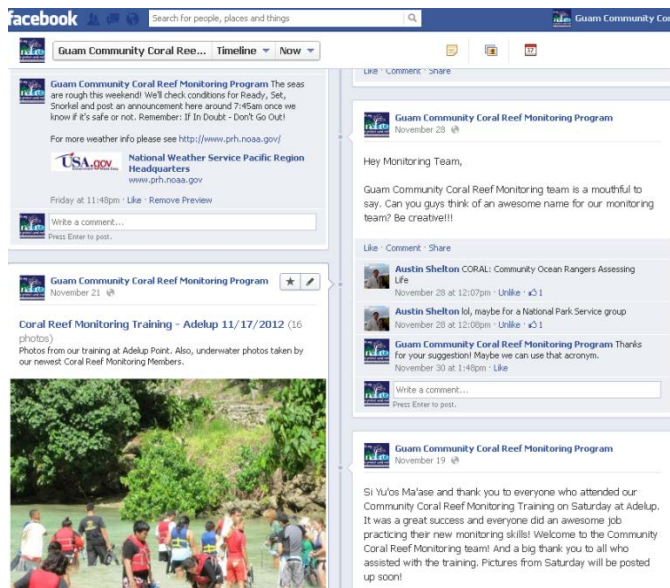 facebook
Search for people, places and things
Guam Community Cor
Guam Community Coral Ree...
Timeline
Now
17
Guam Community Coral Reef Monitoring Program The seas
are rough this weekend! We'll check conditions for Ready, Set,
Snorkel and post an announcement here around 7:45am once we
know if it's safe or not. Remember: If In Doubt - Don't Go Out!
For more weather info please see http://www.prh.noaa.gov/
USA.gov
National Weather Service Pacific Region
Headquarters
www.prh.noaa.gov
Friday at 11:48pm · Like · Remove Preview
Write a comment...
Press Enter to post.
Guam Community Coral Reef Monitoring Program
November 21
Coral Reef Monitoring Training - Adelup 11/17/2012 (16
photos)
Photos from our training at Adelup Point. Also, underwater photos taken by
our newest Coral Reef Monitoring Members.
Like · Comment · Share
Guam Community Coral Reef Monitoring Program
November 28
Hey Monitoring Team,
Guam Community Coral Reef Monitoring team is a mouthful to
say. Can you guys think of an awesome name for our monitoring
team? Be creative!!!
Like · Comment · Share
Austin Shelton CORAL: Community Ocean Rangers Assessing
Life
November 28 at 12:07pm · Unlike · 1
Austin Shelton lol, maybe for a National Park Service group
November 28 at 12:08pm · Unlike · 1
Guam Community Coral Reef Monitoring Program Thanks
for your suggestion! Maybe we can use that acronym.
November 30 at 1:48pm · Like
Write a comment...
Press Enter to post.
Guam Community Coral Reef Monitoring Program
November 19
Si Yu'os Ma'ase and thank you to everyone who attended our
Community Coral Reef Monitoring Training on Saturday at Adelup.
It was a great success and everyone did an awesome job
practicing their new monitoring skills! Welcome to the Community
Coral Reef Monitoring team! And a big thank you to all who
assisted with the training. Pictures from Saturday will be posted
up soon!